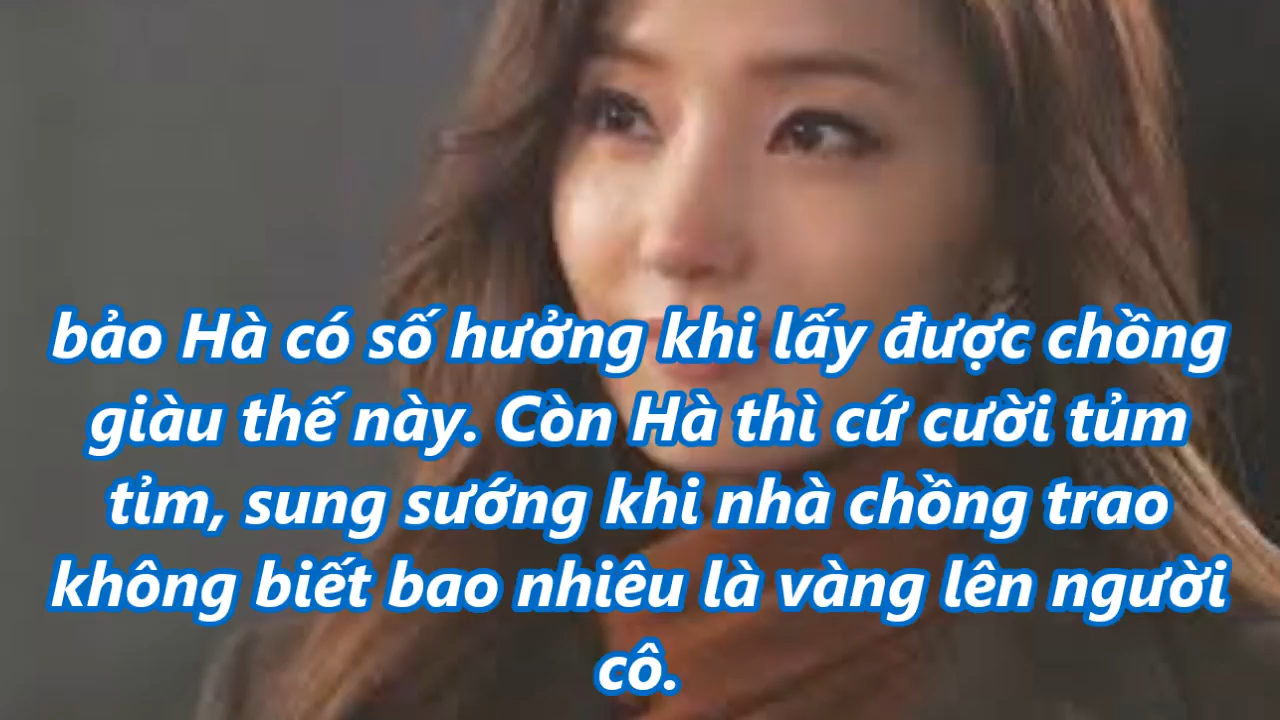 bảo Hà có số hưởng khi lấy được chồng
giàu thế này. Còn Hà thì cứ cười tủm
tỉm, sung sướng khi nhà chồng trao
không biết bao nhiêu là vàng lên người
cô.